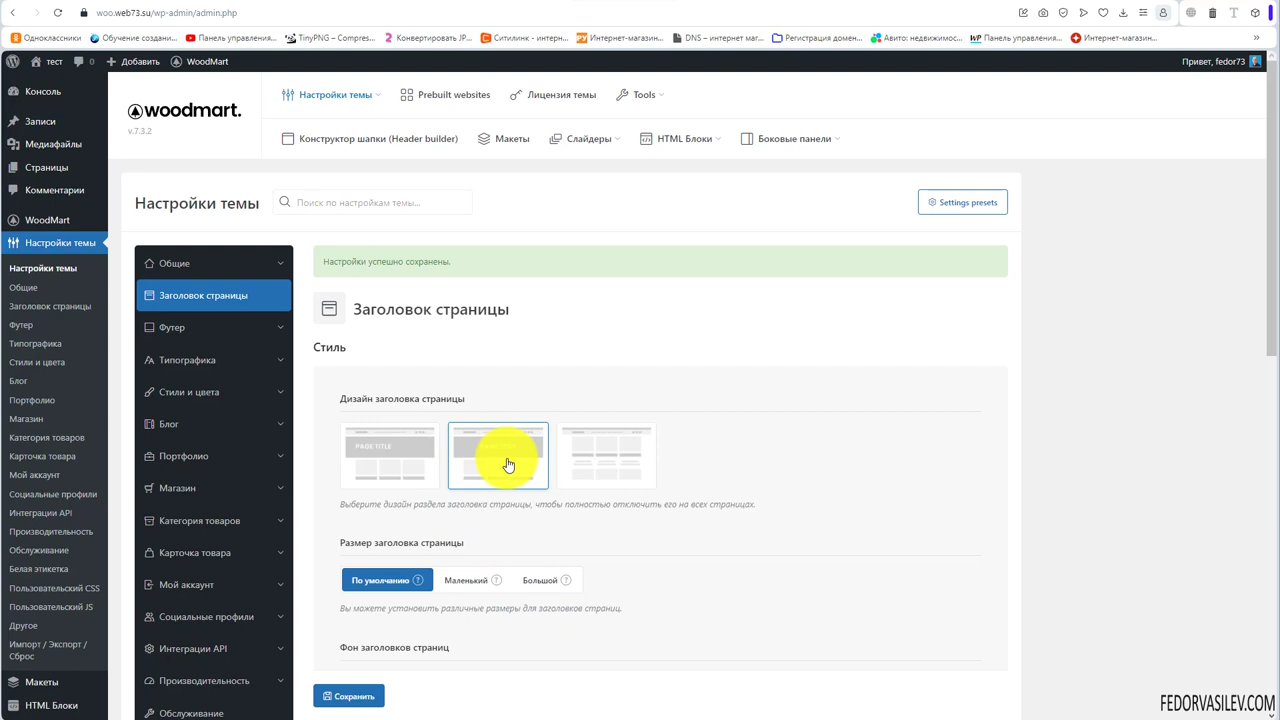 woo.web73.su/wp-admin/admin.php
Одноклассники
Обучение создани...
Панель управления...
TinyPNG – Compres...
Конвертировать JP...
Ситилинк - интерн...
Интернет-магазин...
DNS – интернет маг...
Регистрация домен...
Авито: недвижимос...
Панель управления...
Интернет-магазин...
тест
0
Добавить
WoodMart
Привет, fedor73
Консоль
Записи
Медиафайлы
Страницы
Комментарии
WoodMart
Настройки темы
Настройки темы
Общие
Заголовок страницы
Футер
Типографика
Стили и цвета
Блог
Портфолио
Магазин
Категория товаров
Карточка товара
Мой аккаунт
Социальные профили
Интеграции API
Производительность
Обслуживание
Белая этикетка
Пользовательский CSS
Пользовательский JS
Другое
Импорт / Экспорт /
Сброс
Макеты
HTML Блоки
woodmart.
v.7.3.2
Настройки темы
Prebuilt websites
Лицензия темы
Tools
Конструктор шапки (Header builder)
Макеты
Слайдеры
HTML Блоки
Боковые панели
Настройки темы
Поиск по настройкам темы...
Settings presets
Общие
Заголовок страницы
Футер
Типографика
Стили и цвета
Блог
Портфолио
Магазин
Категория товаров
Карточка товара
Мой аккаунт
Социальные профили
Интеграции API
Производительность
Обслуживание
Настройки успешно сохранены.
Заголовок страницы
Стиль
Дизайн заголовка страницы
PAGE TITLE
Выберите дизайн раздела заголовка страницы, чтобы полностью отключить его на всех страницах.
Размер заголовка страницы
По умолчанию ?
Маленький ?
Большой ?
Вы можете установить различные размеры для заголовков страниц.
Фон заголовков страниц
Сохранить
FEDORVASILEV.COM